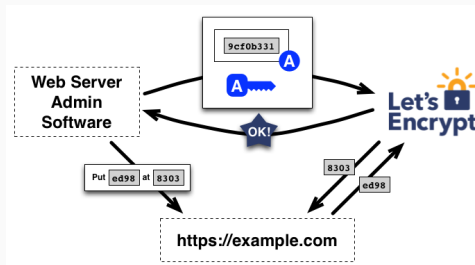 9cf0b331
A
A
Web Server
Admin
Software
Let's
Encrypt
OK!
Put ed98 at 8303
8303
ed98
https://example.com